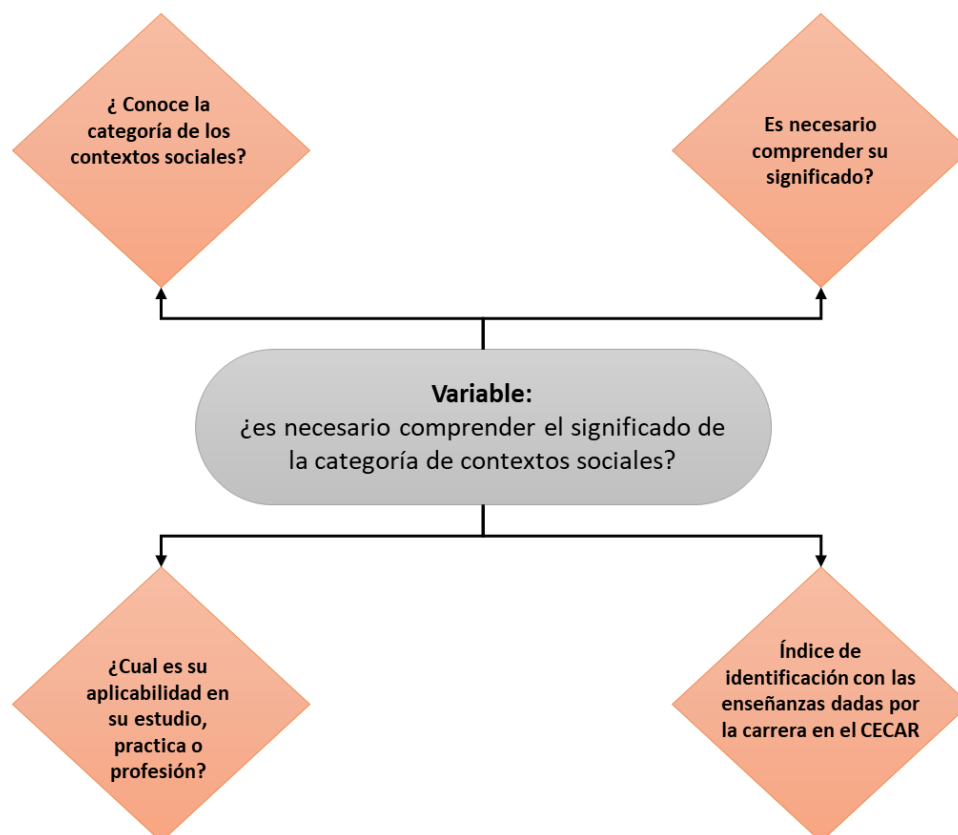 ¿ Conoce la
categoría de los
contextos sociales?
Es necesario
comprender su
significado?
Variable:
¿es necesario comprender el significado de
la categoría de contextos sociales?
¿Cual es su
aplicabilidad en
su estudio,
practica o
profesión?
Índice de
identificación con las
enseñanzas dadas por
la carrera en el CECAR